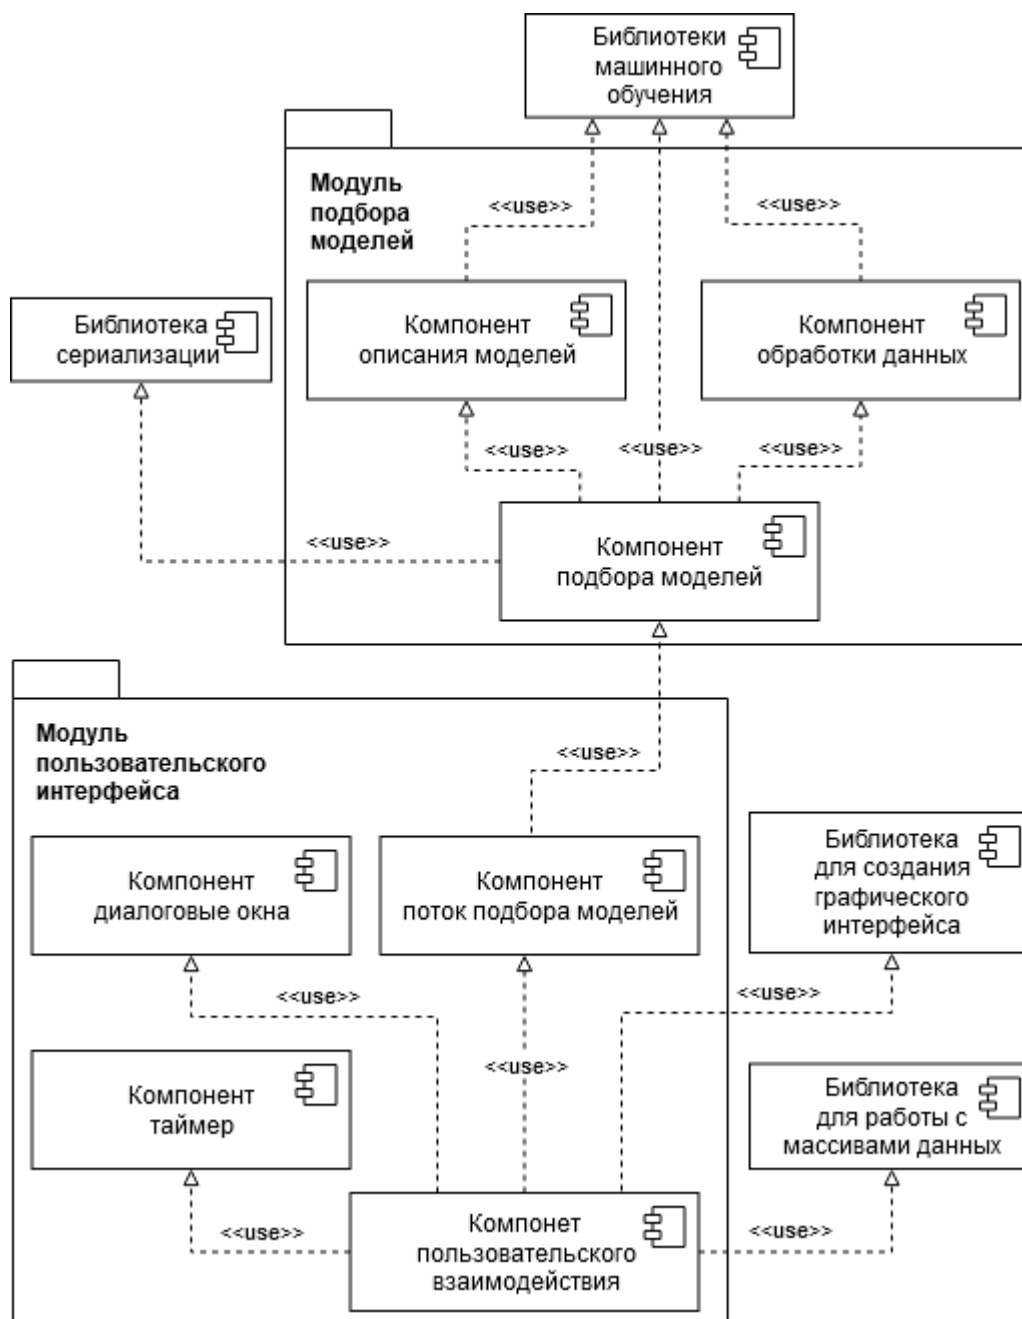 Библиотеки
машинного
обучения
Модуль
подбора
моделей
<<use>>
<<use>>
Библиотека
сериализации
Компонент
описания моделей
Компонент
обработки данных
<<use>>
<<use>>
<<use>>
<<use>>
Компонент
подбора моделей
Модуль
пользовательского
интерфейса
<<use>>
Компонент
диалоговые окна
Компонент
поток подбора моделей
Библиотека
для создания
графического
интерфейса
<<use>>
<<use>>
<<use>>
Компонент
таймер
Библиотека
для работы с
массивами данных
<<use>>
Компонет
пользовательского
взаимодействия
<<use>>